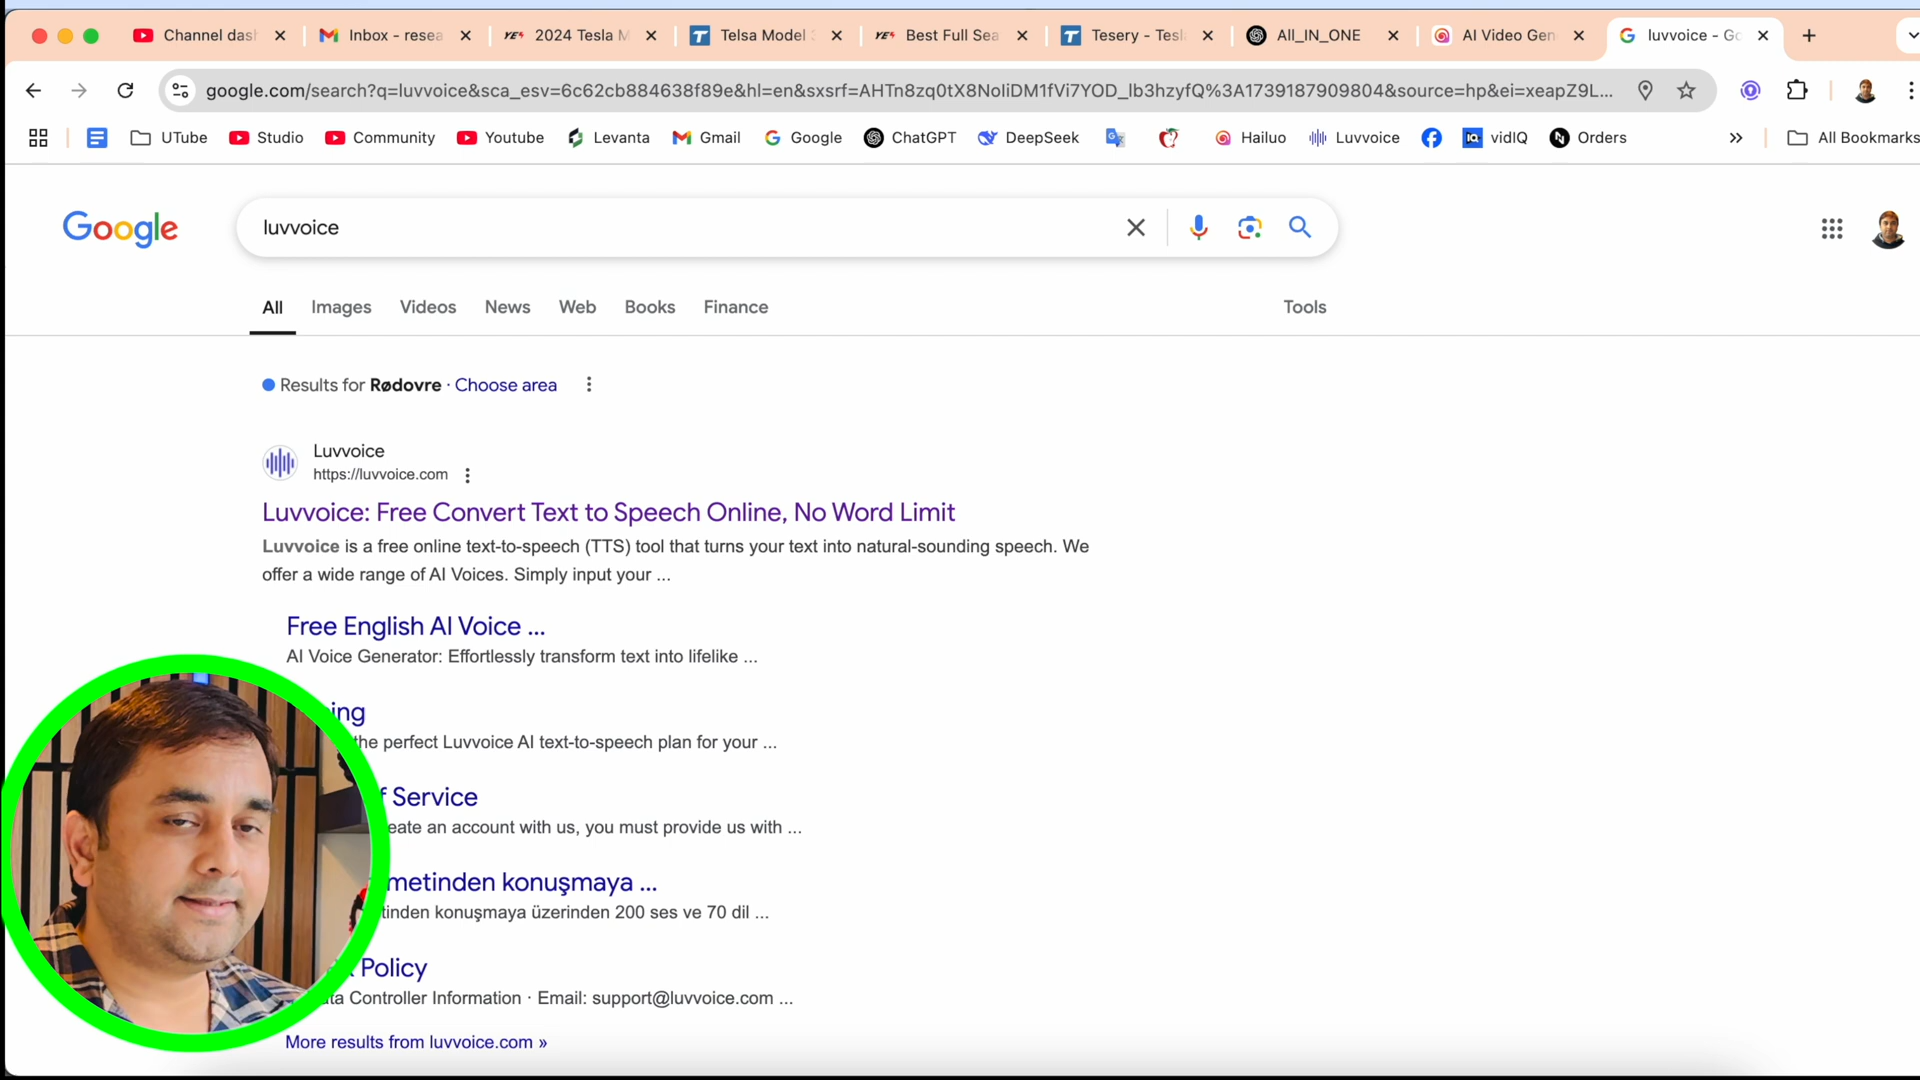 Channel das
Inbox - resea
2024 Tesla M
Telsa Model
Best Full Sea
Tesery - Tesl
All_IN_ONE
AI Video Gen
luvvoice - Go
google.com/search?q=luvvoice&sca_esv=6c62cb884638f89e&hl=en&sxsrf=AHTn8zq0tX8NoliDM1fVi7YOD_lb3hzyfQ%3A1739187909804&source=hp&ei=xeapZ9L...
UTube
Studio
Community
Youtube
Levanta
Gmail
Google
ChatGPT
DeepSeek
Hailuo
Luvvoice
vidIQ
Orders
All Bookmarks
Google
luvvoice
All
Images
Videos
News
Web
Books
Finance
Tools
Results for Rødovre · Choose area
Luvvoice
https://luvvoice.com
Luvvoice: Free Convert Text to Speech Online, No Word Limit
Luvvoice is a free online text-to-speech (TTS) tool that turns your text into natural-sounding speech. We
offer a wide range of AI Voices. Simply input your ...
Free English AI Voice ...
AI Voice Generator: Effortlessly transform text into lifelike ...
ing
the perfect Luvvoice AI text-to-speech plan for your ...
f Service
eate an account with us, you must provide us with ...
metinden konuşmaya ...
tinden konuşmaya üzerinden 200 ses ve 70 dil ...
Policy
ta Controller Information · Email: support@luvvoice.com ...
More results from luvvoice.com »